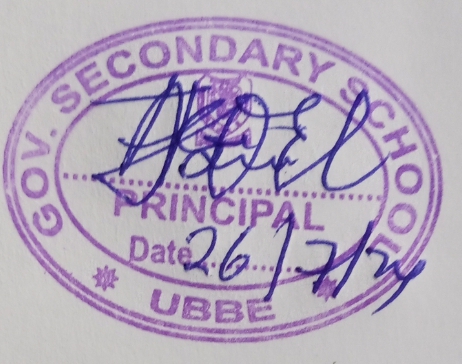 GOV. SECONDARY SCHOOL
PRINCIPAL
Date 26/7/24
UBBE